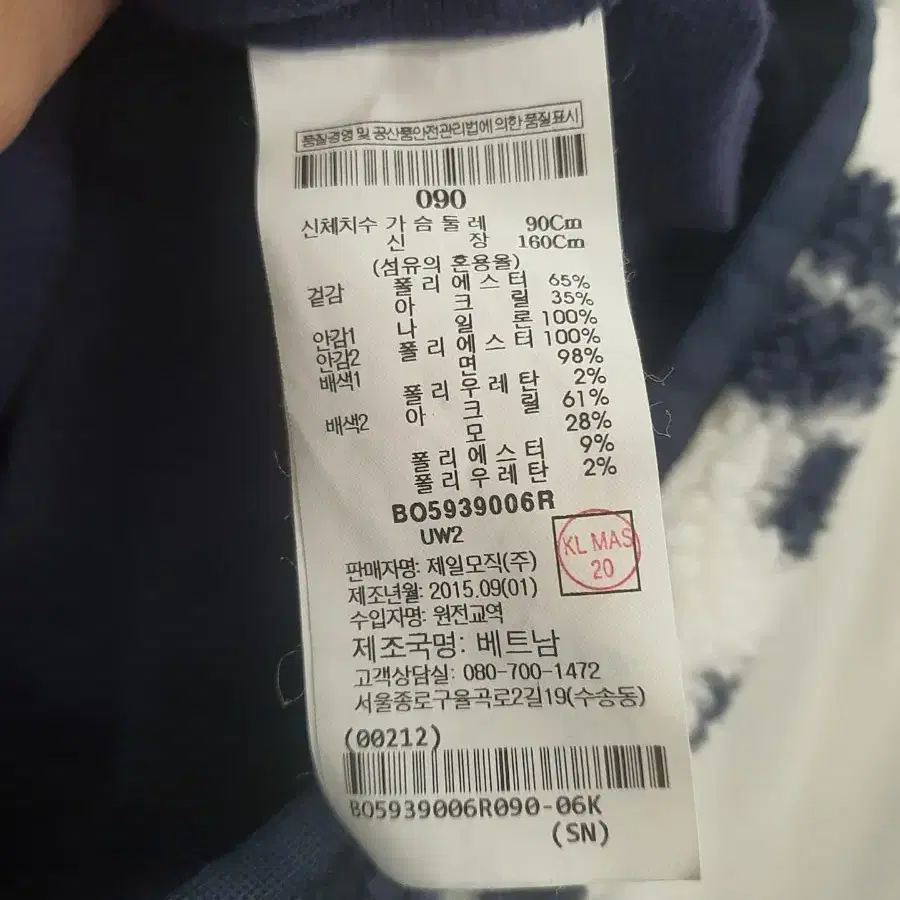 품질경영 및 공산품안전관리법에 의한 품질표시
090
신체치수 가슴둘레 90Cm
신장 160Cm
(섬유의 혼용율)
겉감 폴리에스터 65%
아크릴 35%
안감1 나일론 100%
안감2 폴리에스터 100%
배색1 면 98%
폴리우레탄 2%
배색2 아크릴 61%
모 28%
폴리에스터 9%
폴리우레탄 2%
BO5939006R
UW2
KL MAS
20
판매자명: 제일모직(주)
제조년월: 2015.09(01)
수입자명: 원전교역
제조국명: 베트남
고객상담실: 080-700-1472
서울종로구율곡로2길19(수송동)
(00212)
BO5939006R090-06K
(SN)